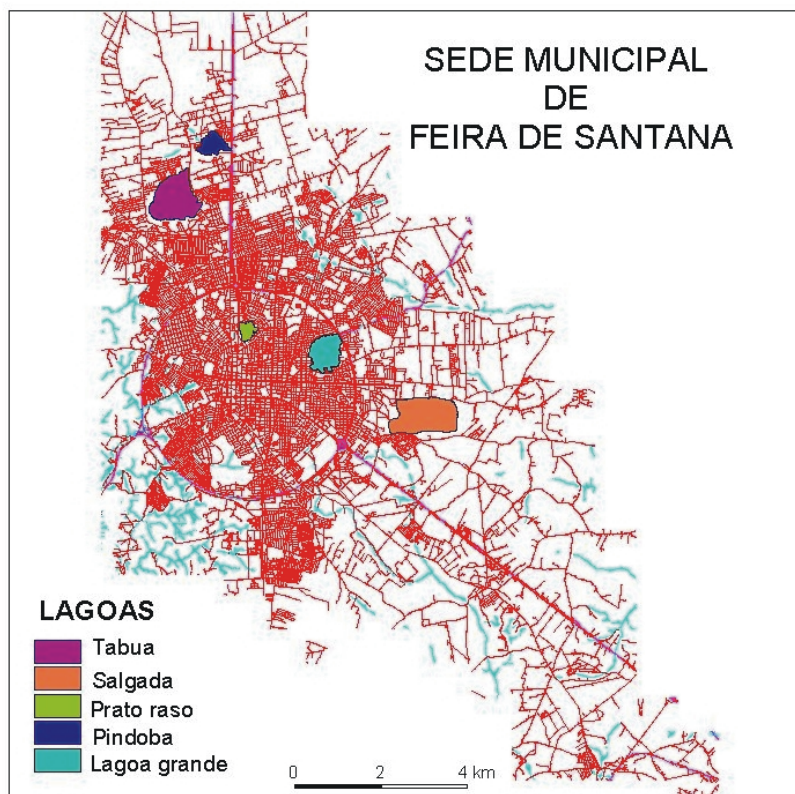 SEDE MUNICIPAL
DE
FEIRA DE SANTANA
LAGOAS
Tabua
Salgada
Prato raso
Pindoba
Lagoa grande
0 2 4 km